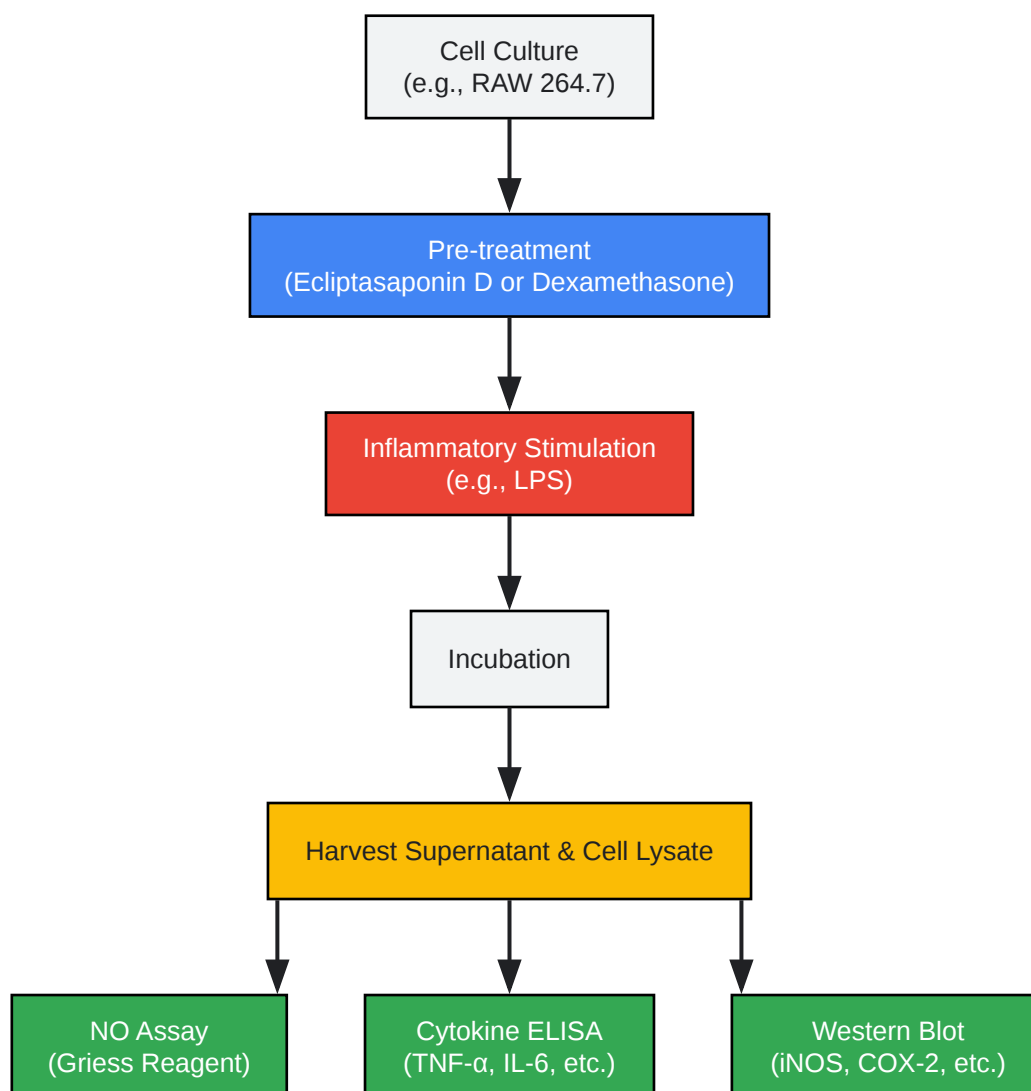 Cell Culture
(e.g., RAW 264.7)
Pre-treatment
(Ecliptasaponin D or Dexamethasone)
Inflammatory Stimulation
(e.g., LPS)
Incubation
Harvest Supernatant & Cell Lysate
NO Assay
(Griess Reagent)
Cytokine ELISA
(TNF-α, IL-6, etc.)
Western Blot
(iNOS, COX-2, etc.)